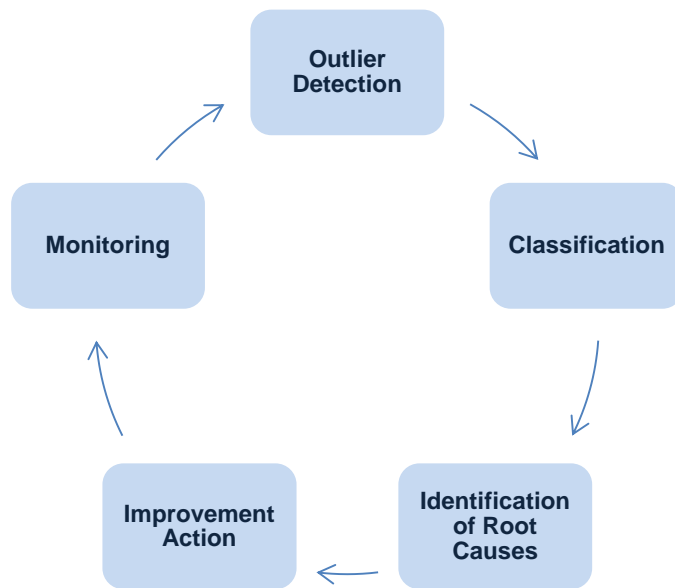 Outlier
Detection
Classification
Identification
of Root
Causes
Improvement
Action
Monitoring